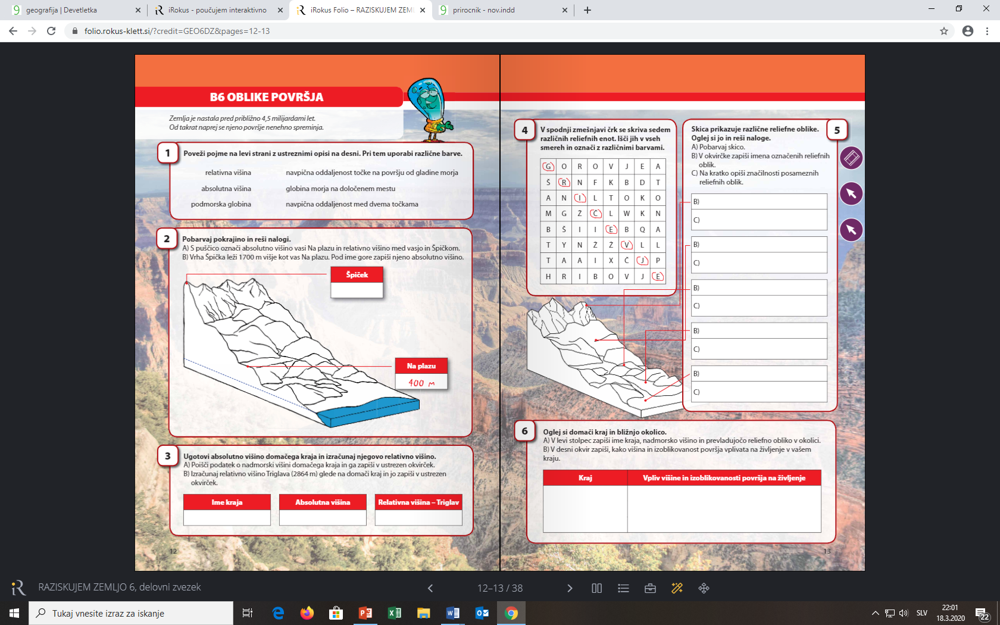 geografija | Devetletka
iRokus - poučujem interaktivno
iRokus Folio – RAZISKUJEM ZEML
prirocnik - nov.indd
folio.rokus-klett.si/?credit=GEO6DZ&pages=12-13
B6 OBLIKE POVRŠJA
Zemlja je nastala pred približno 4,5 milijardami let.
Od takrat naprej se njeno površje nenehno spreminja.
1
Poveži pojme na levi strani z ustreznimi opisi na desni. Pri tem uporabi različne barve.
relativna višina navpična oddaljenost točke na površju od gladine morja
absolutna višina globina morja na določenem mestu
podmorska globina navpična oddaljenost med dvema točkama
2
Pobarvaj pokrajino in reši nalogi.
A) S puščico označi absolutno višino vasi Na plazu in relativno višino med vasjo in Špičkom.
B) Vrha Špička leži 1700 m višje kot vas Na plazu. Pod ime gore zapiši njeno absolutno višino.
Špiček
Na plazu
400 m
3
Ugotovi absolutno višino domačega kraja in izračunaj njegovo relativno višino.
A) Poišči podatek o nadmorski višini domačega kraja in ga zapiši v ustrezen okvirček.
B) Izračunaj relativno višino Triglava (2864 m) glede na domači kraj in jo zapiši v ustrezen
okvirček.
Ime kraja Absolutna višina Relativna višina – Triglav
12
4
V spodnji zmešnjavi črk se skriva sedem
različnih reliefnih enot. Išči jih v vseh
smereh in označi z različnimi barvami.
G O R O V J E A
Š R N F K B D T
A N I L T O K O
M G Ž Č L W K N
B Š I I E B Q A
T Y N Ž Ž V L L
T A A I X Č J P
H R I B O V J E
5
Skica prikazuje različne reliefne oblike.
Oglej si jo in reši naloge.
A) Pobarvaj skico.
B) V okvirčke zapiši imena označenih reliefnih
oblik.
C) Na kratko opiši značilnosti posameznih
reliefnih oblik.
B)
C)
B)
C)
B)
C)
B)
C)
B)
C)
6
Oglej si domači kraj in bližnjo okolico.
A) V levi stolpec zapiši ime kraja, nadmorsko višino in prevladujočo reliefno obliko v okolici.
B) V desni okvir zapiši, kako višina in izoblikovanost površja vplivata na življenje v vašem
kraju.
Kraj Vpliv višine in izoblikovanosti površja na življenje
13
iR RAZISKUJEM ZEMLJO 6, delovni zvezek
12–13 / 38
Tukaj vnesite izraz za iskanje
SLV
22:01
18.3.2020
22